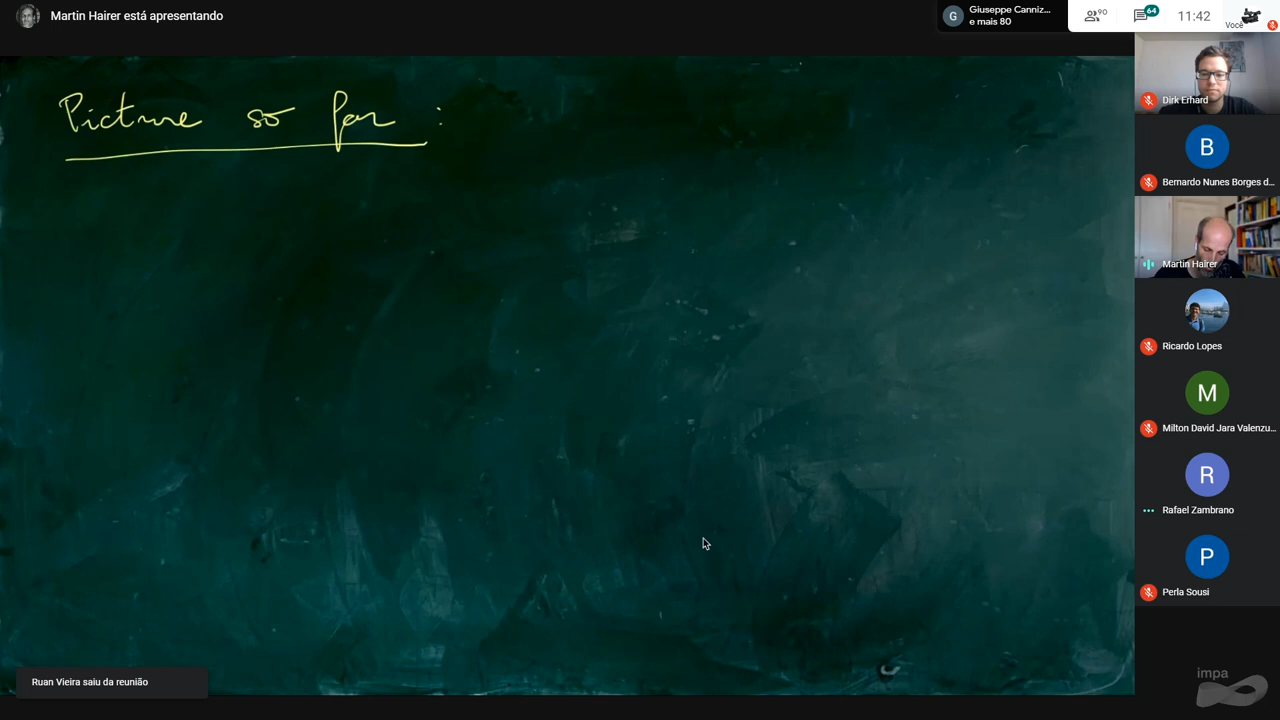 Martin Hairer está apresentando
Giuseppe Canniz...
e mais 80
90
64
11:42
Você
Picture so far :
Dirk Erhard
B
Bernardo Nunes Borges d...
Martin Hairer
Ricardo Lopes
M
Milton David Jara Valenzu...
R
Rafael Zambrano
P
Perla Sousi
G
Ruan Vieira saiu da reunião
impa